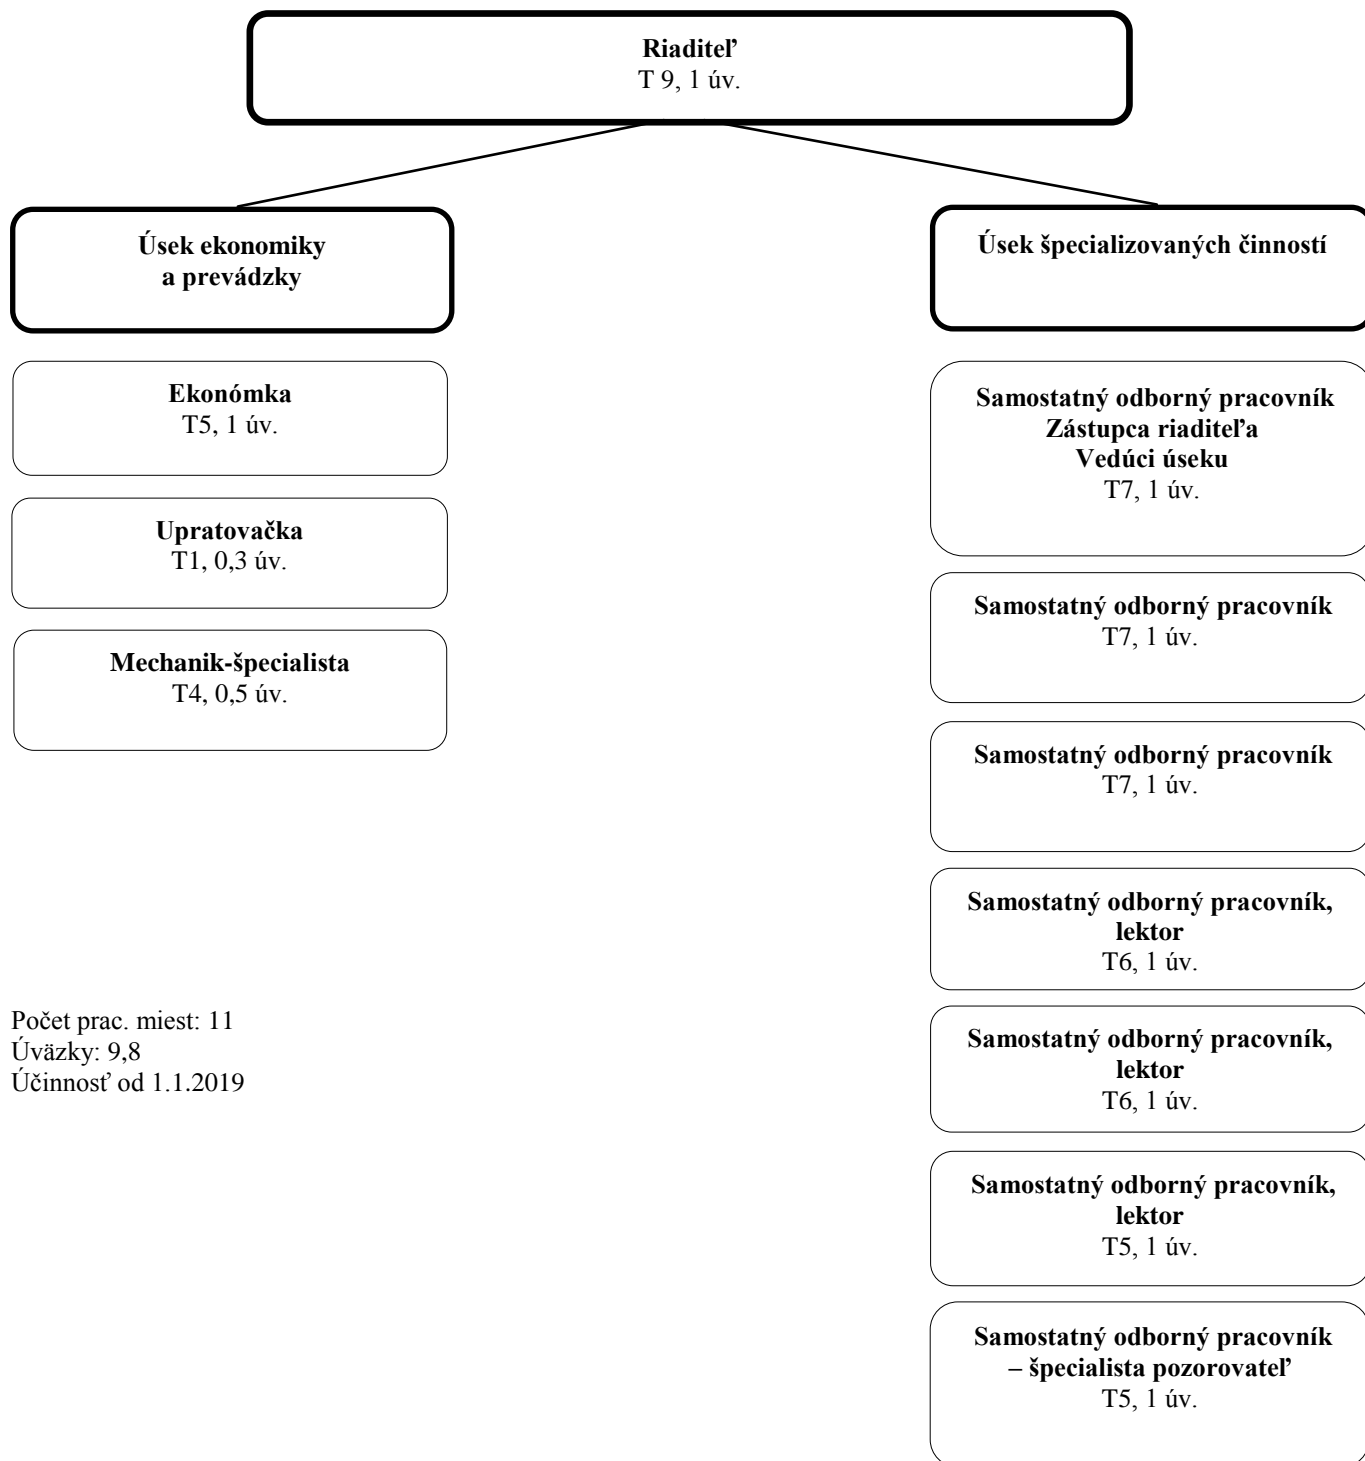 Riaditeľ
T 9, 1 úv.
Úsek ekonomiky
a prevádzky
Ekonómka
T5, 1 úv.
Upratovačka
T1, 0,3 úv.
Mechanik-špecialista
T4, 0,5 úv.
Počet prac. miest: 11
Úväzky: 9,8
Účinnosť od 1.1.2019
Úsek špecializovaných činností
Samostatný odborný pracovník
Zástupca riaditeľa
Vedúci úseku
T7, 1 úv.
Samostatný odborný pracovník
T7, 1 úv.
Samostatný odborný pracovník
T7, 1 úv.
Samostatný odborný pracovník,
lektor
T6, 1 úv.
Samostatný odborný pracovník,
lektor
T6, 1 úv.
Samostatný odborný pracovník,
lektor
T5, 1 úv.
Samostatný odborný pracovník
– špecialista pozorovateľ
T5, 1 úv.